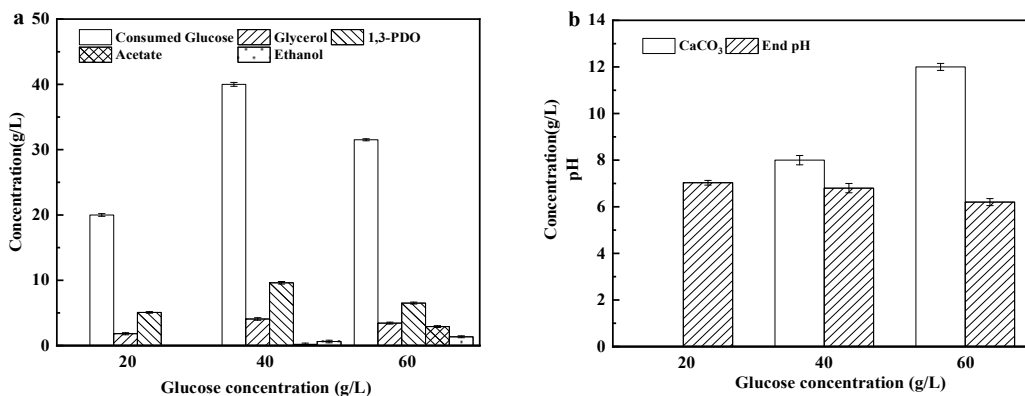 a
Concentration(g/L)
50
40
30
20
10
0
Consumed Glucose
Glycerol
1,3-PDO
Acetate
Ethanol
20
40
60
Glucose concentration (g/L)
b
Concentration(g/L)
pH
14
12
10
8
6
4
2
0
CaCO₃
End pH
20
40
60
Glucose concentration (g/L)